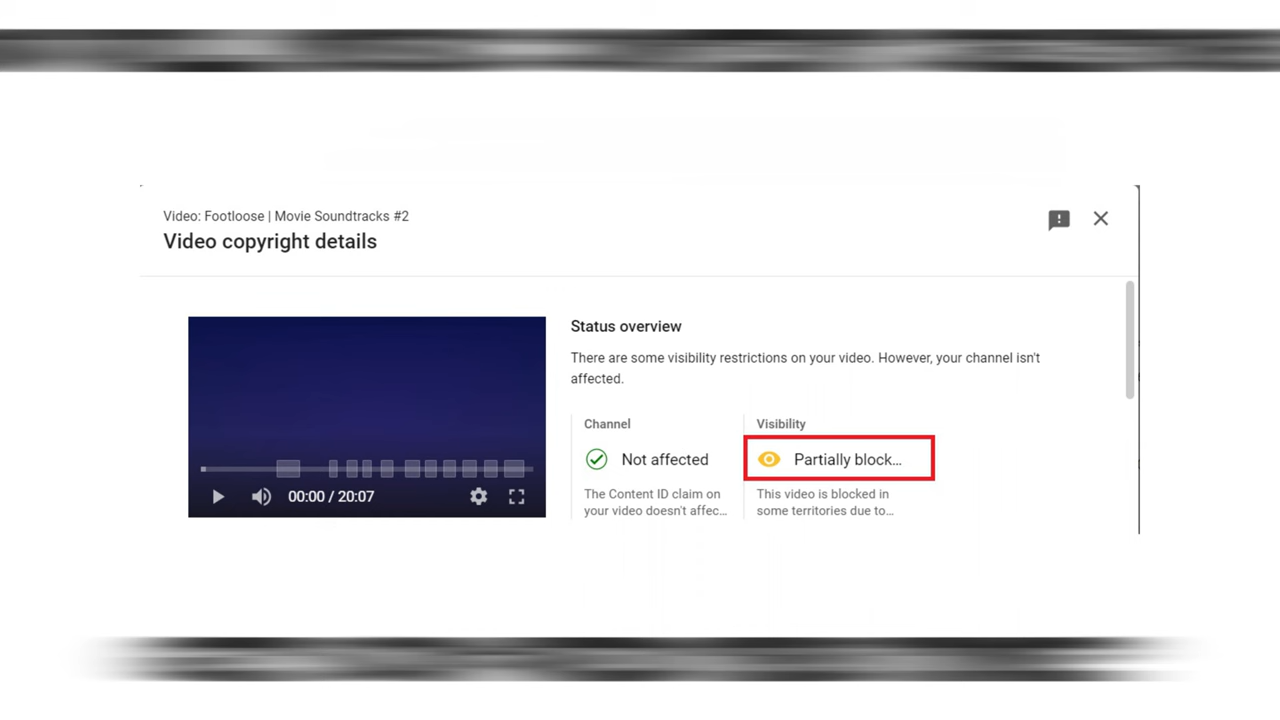 Video: Footloose | Movie Soundtracks #2
Video copyright details
Status overview
There are some visibility restrictions on your video. However, your channel isn't
affected.
Channel
Visibility
Not affected
Partially block...
The Content ID claim on
your video doesn't affec...
This video is blocked in
some territories due to...
00:00 / 20:07